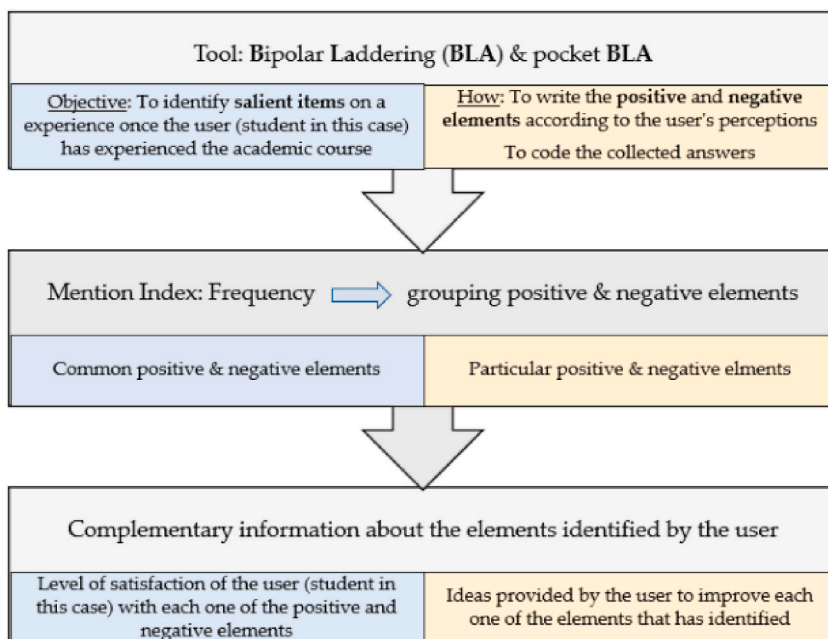 Tool: Bipolar Laddering (BLA) & pocket BLA
Objective: To identify salient items on a
experience once the user (student in this case)
has experienced the academic course
How: To write the positive and negative
elements according to the user's perceptions
To code the collected answers
Mention Index: Frequency grouping positive & negative elements
Common positive & negative elements
Particular positive & negative elments
Complementary information about the elements identified by the user
Level of satisfaction of the user (student in
this case) with each one of the positive and
negative elements
Ideas provided by the user to improve each
one of the elements that has identified